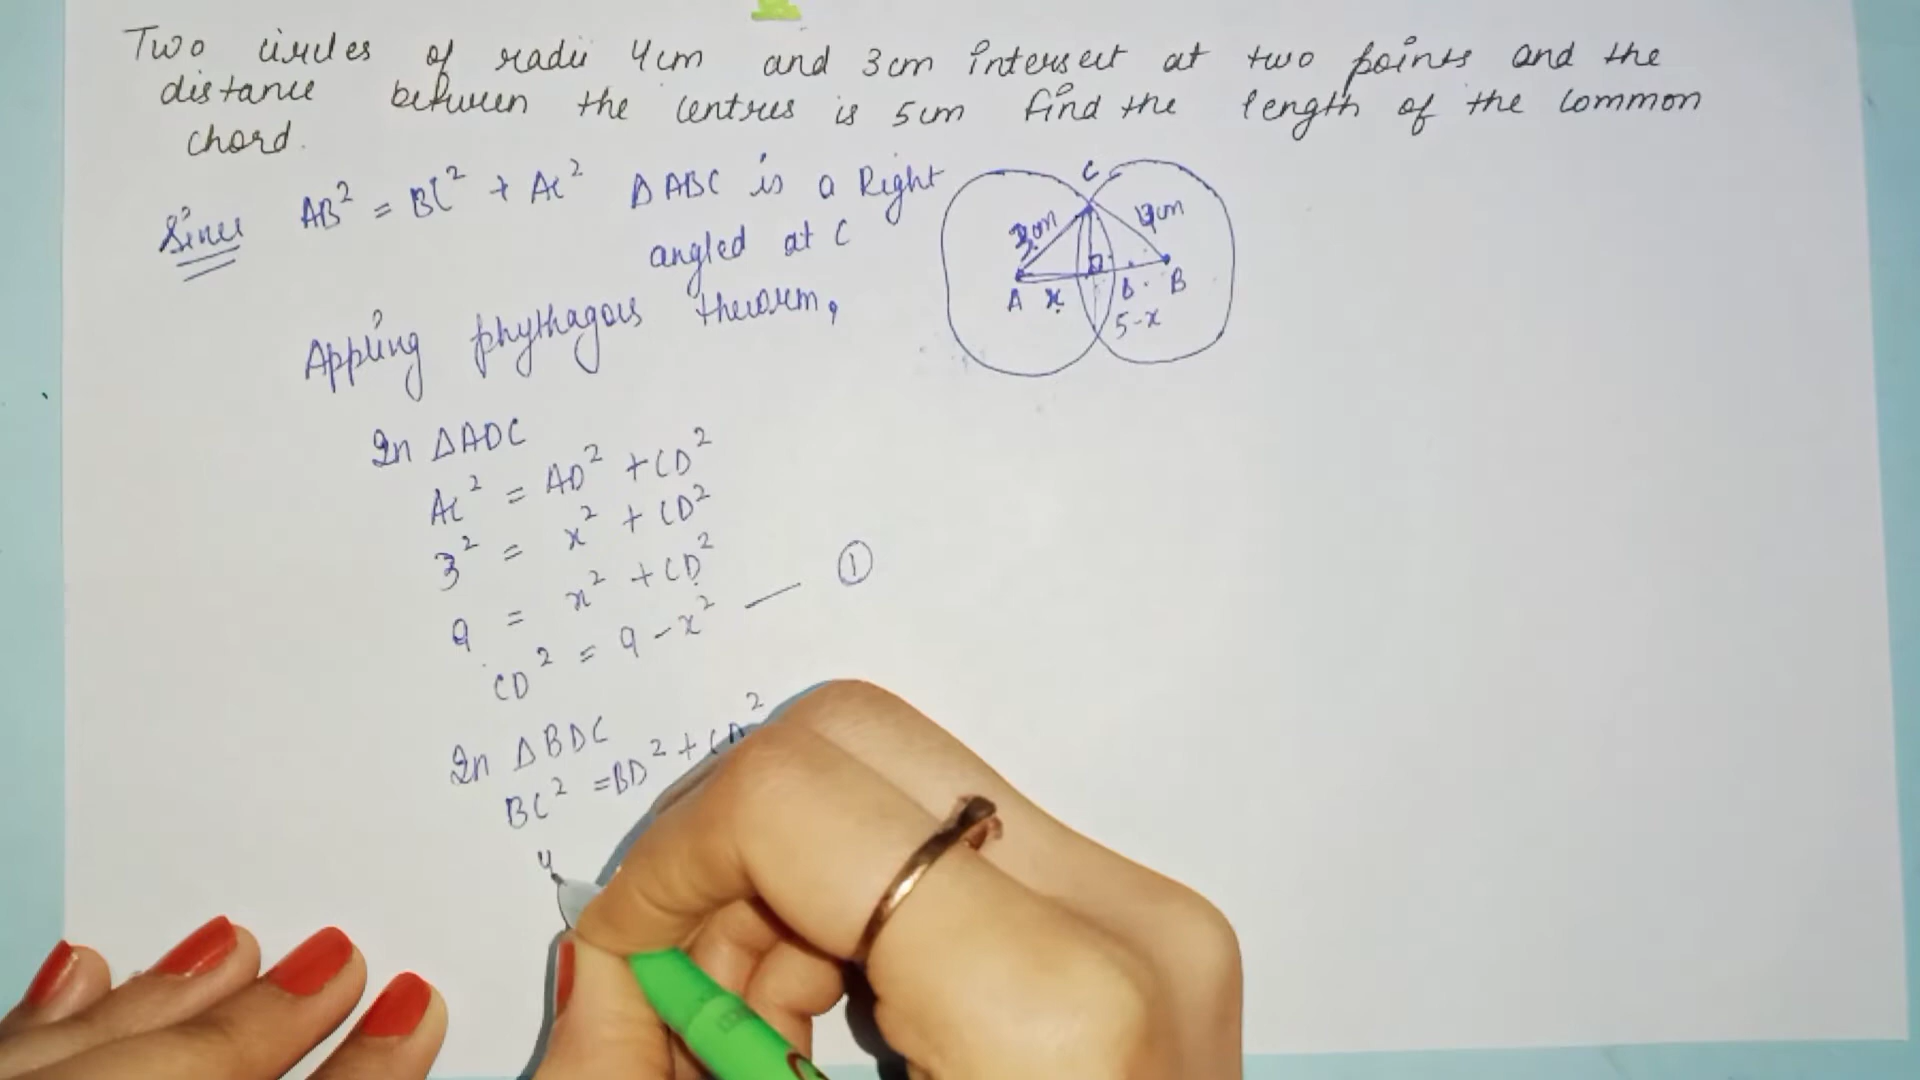 Two circles of radii 4cm and 3cm intersect at two points and the
distance between the centres is 5cm find the length of the common
chord.
Since AB² = BC² + AC² Δ ABC is a Right
angled at C
Appling phythagous theorm,
C
4cm
A x D B
5-x
In ΔADC
AC² = AD² + CD²
3² = x² + CD²
9 = x² + CD²
CD² = 9 - x² — ①
In ΔBDC
BC² = BD² + CD²
4